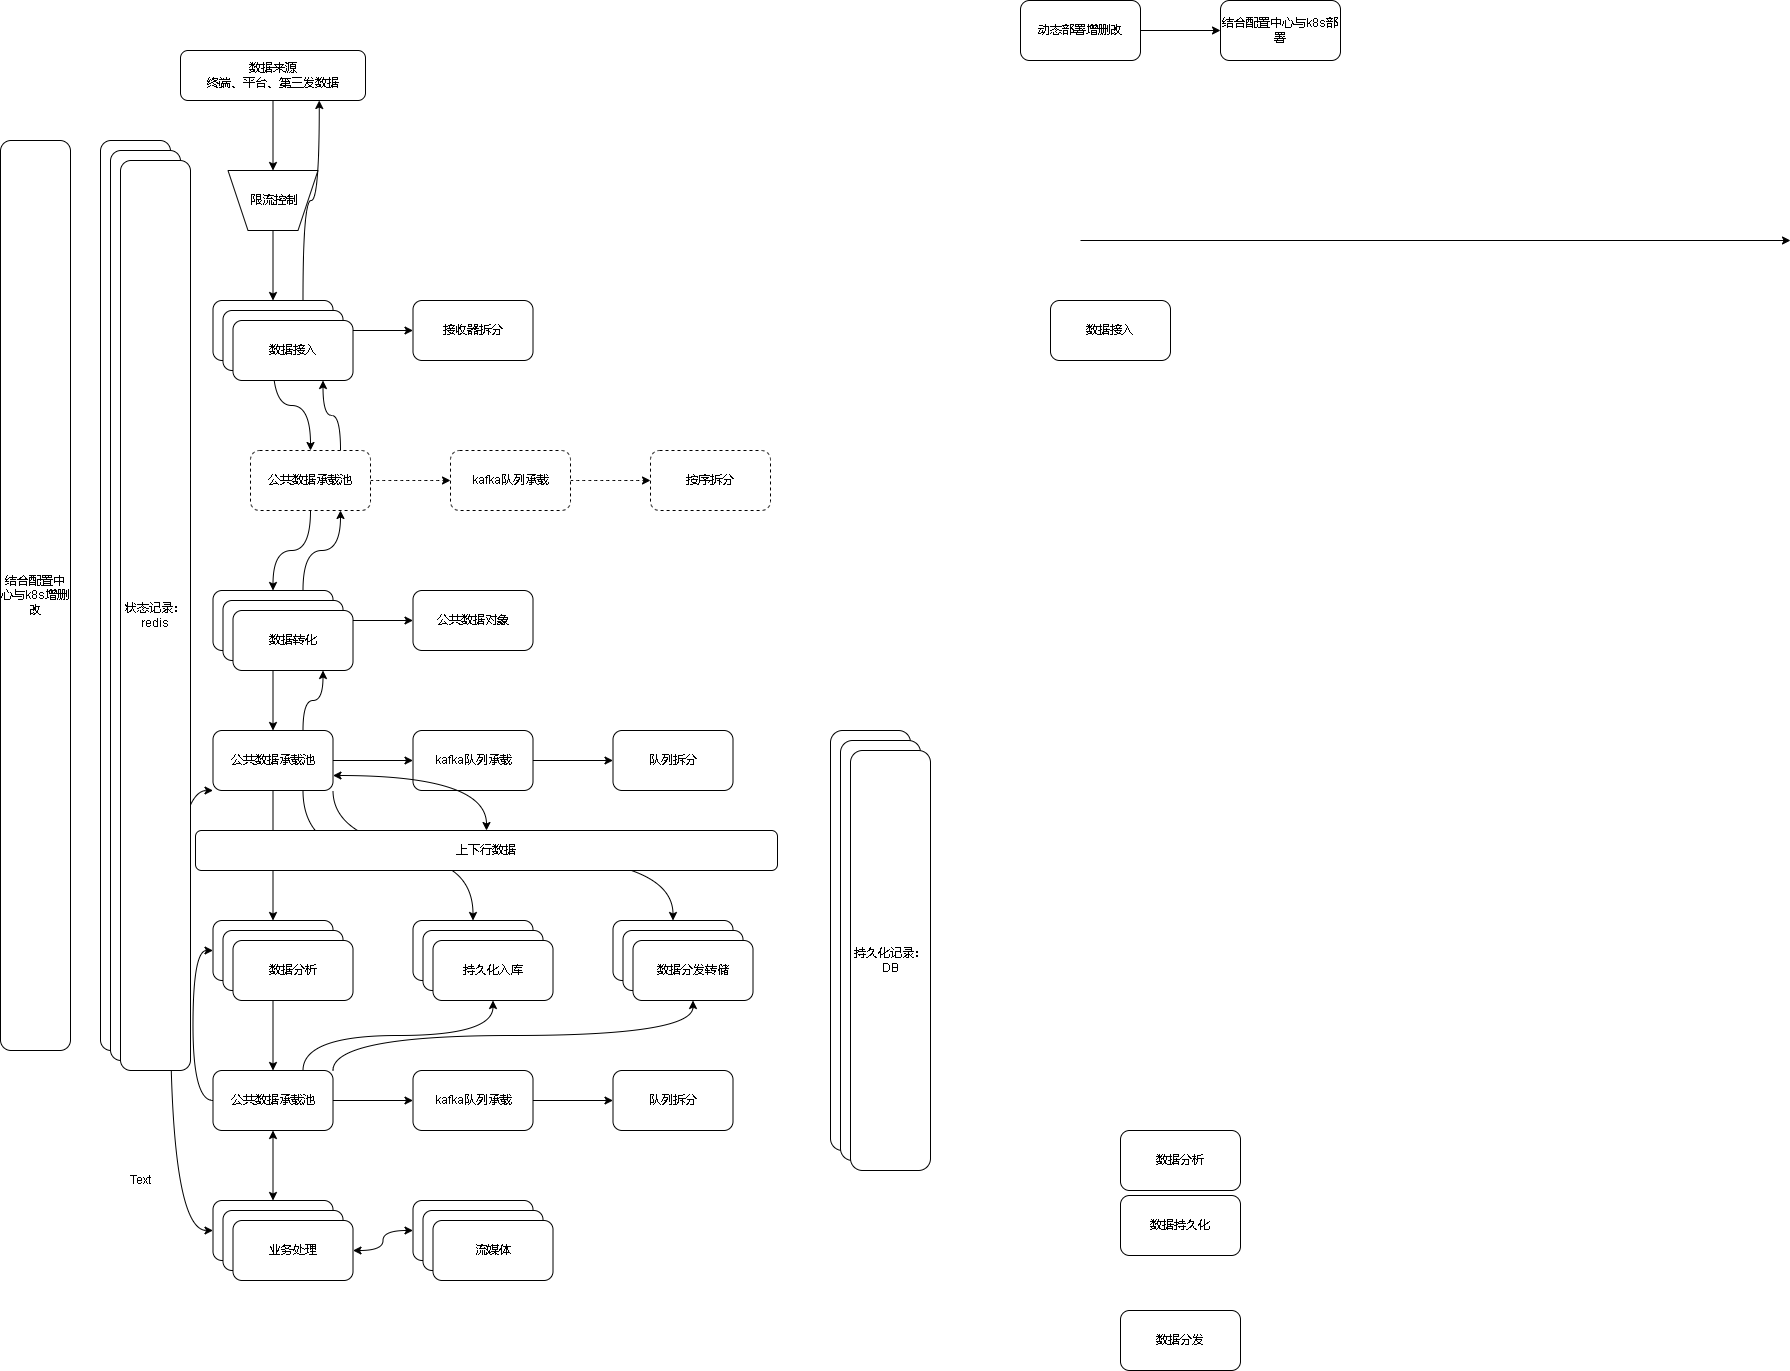 动态部署增删改
结合配置中心与k8s部
署
数据来源
终端、平台、第三发数据
限流控制
数据接入
接收器拆分
数据接入
公共数据承载池
kafka队列承载
按序拆分
结合配置中
心与k8s增删
改
状态记录：
redis
数据转化
公共数据对象
公共数据承载池
kafka队列承载
队列拆分
上下行数据
数据分析
持久化入库
数据分发转储
持久化记录：
DB
公共数据承载池
kafka队列承载
队列拆分
Text
业务处理
流媒体
数据分析
数据持久化
数据分发